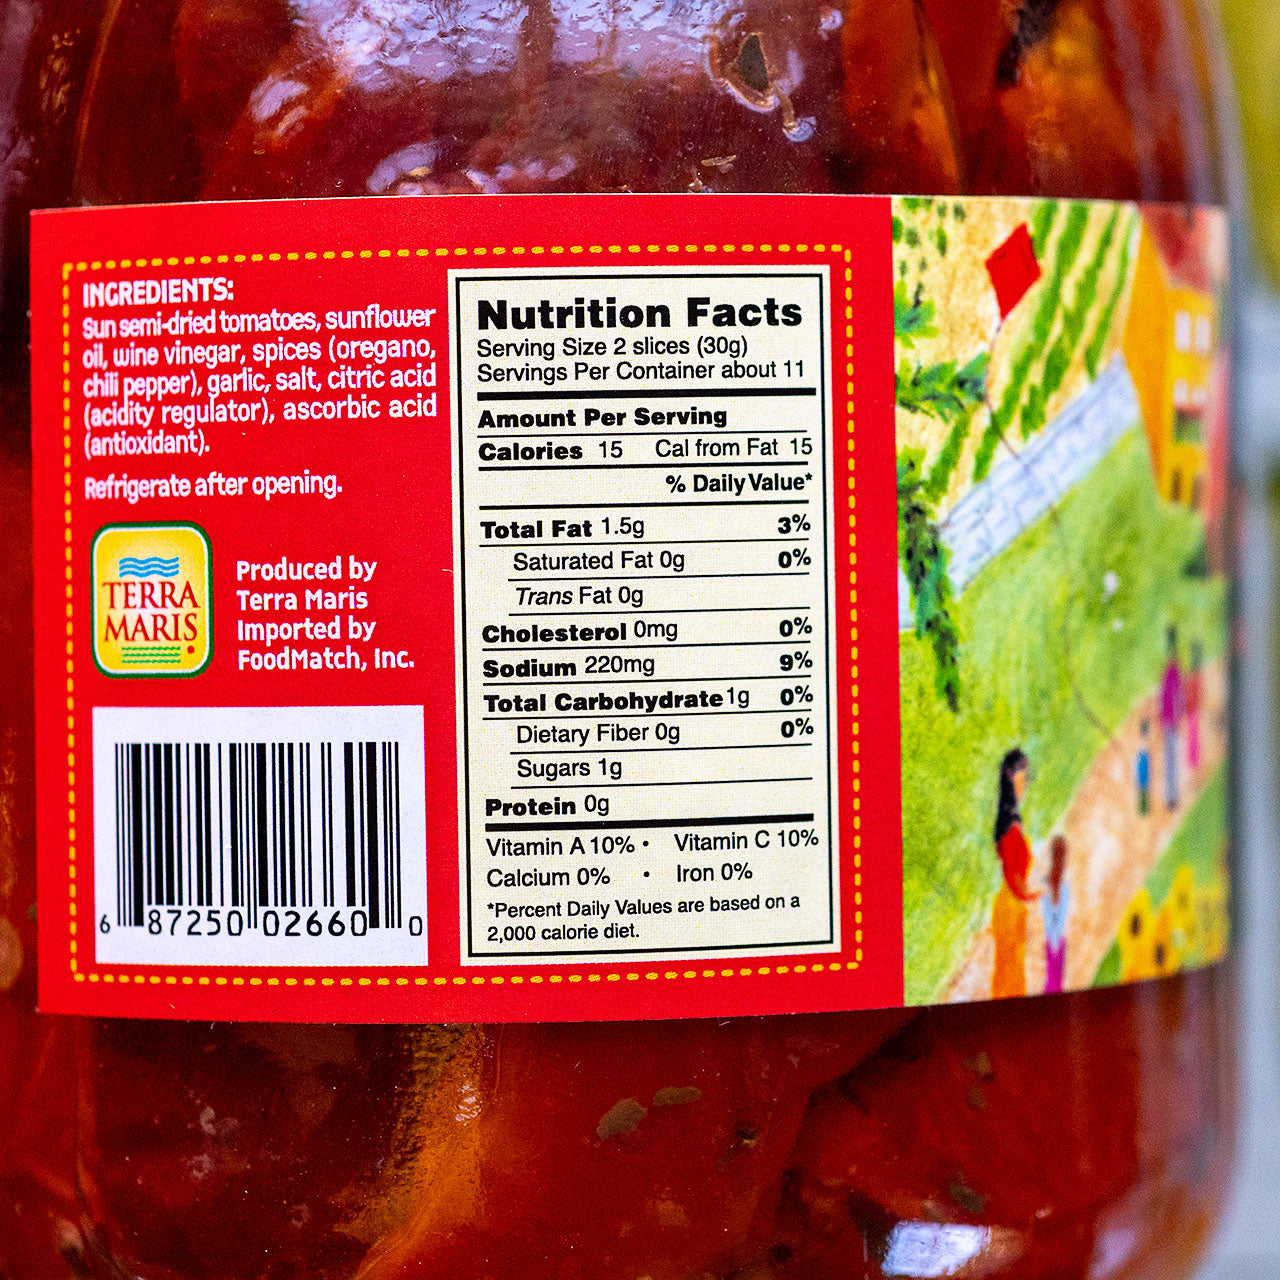 INGREDIENTS:
Sun semi-dried tomatoes, sunflower
oil, wine vinegar, spices (oregano,
chili pepper), garlic, salt, citric acid
(acidity regulator), ascorbic acid
(antioxidant).
Refrigerate after opening.
TERRA
MARIS
Produced by
Terra Maris
Imported by
FoodMatch, Inc.
6 87250 02660 0
Nutrition Facts
Serving Size 2 slices (30g)
Servings Per Container about 11
Amount Per Serving
Calories 15 Cal from Fat 15
% Daily Value*
Total Fat 1.5g 3%
Saturated Fat 0g 0%
Trans Fat 0g
Cholesterol 0mg 0%
Sodium 220mg 9%
Total Carbohydrate 1g 0%
Dietary Fiber 0g 0%
Sugars 1g
Protein 0g
Vitamin A 10% • Vitamin C 10%
Calcium 0% • Iron 0%
*Percent Daily Values are based on a
2,000 calorie diet.